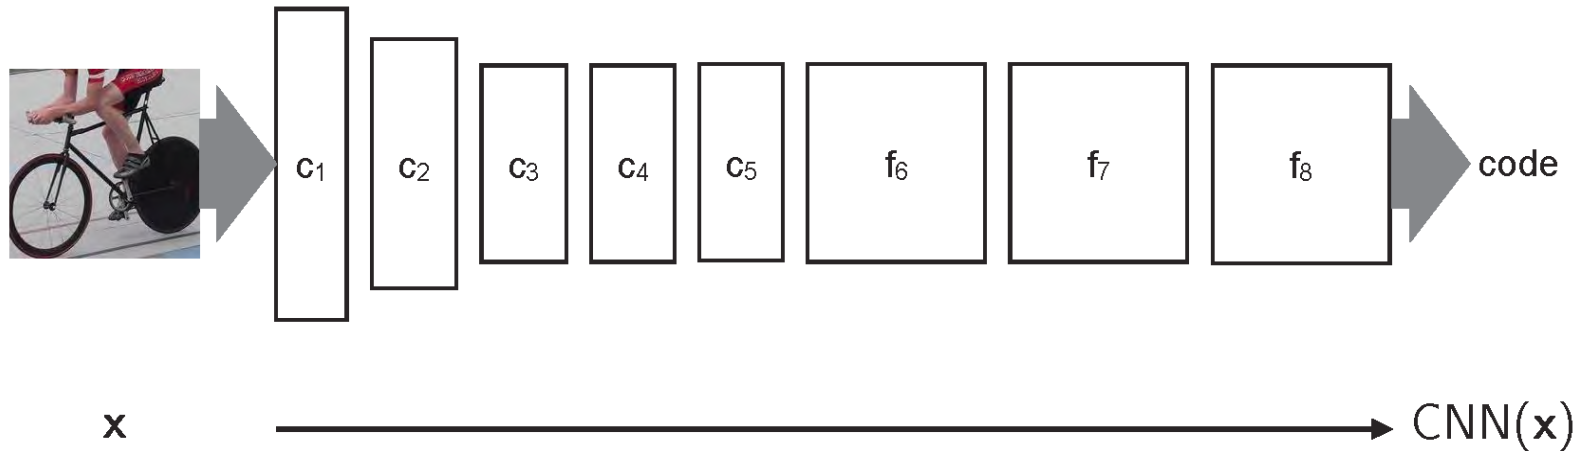 c₁ c₂ c₃ c₄ c₅ f₆ f₇ f₈ code
x CNN(x)